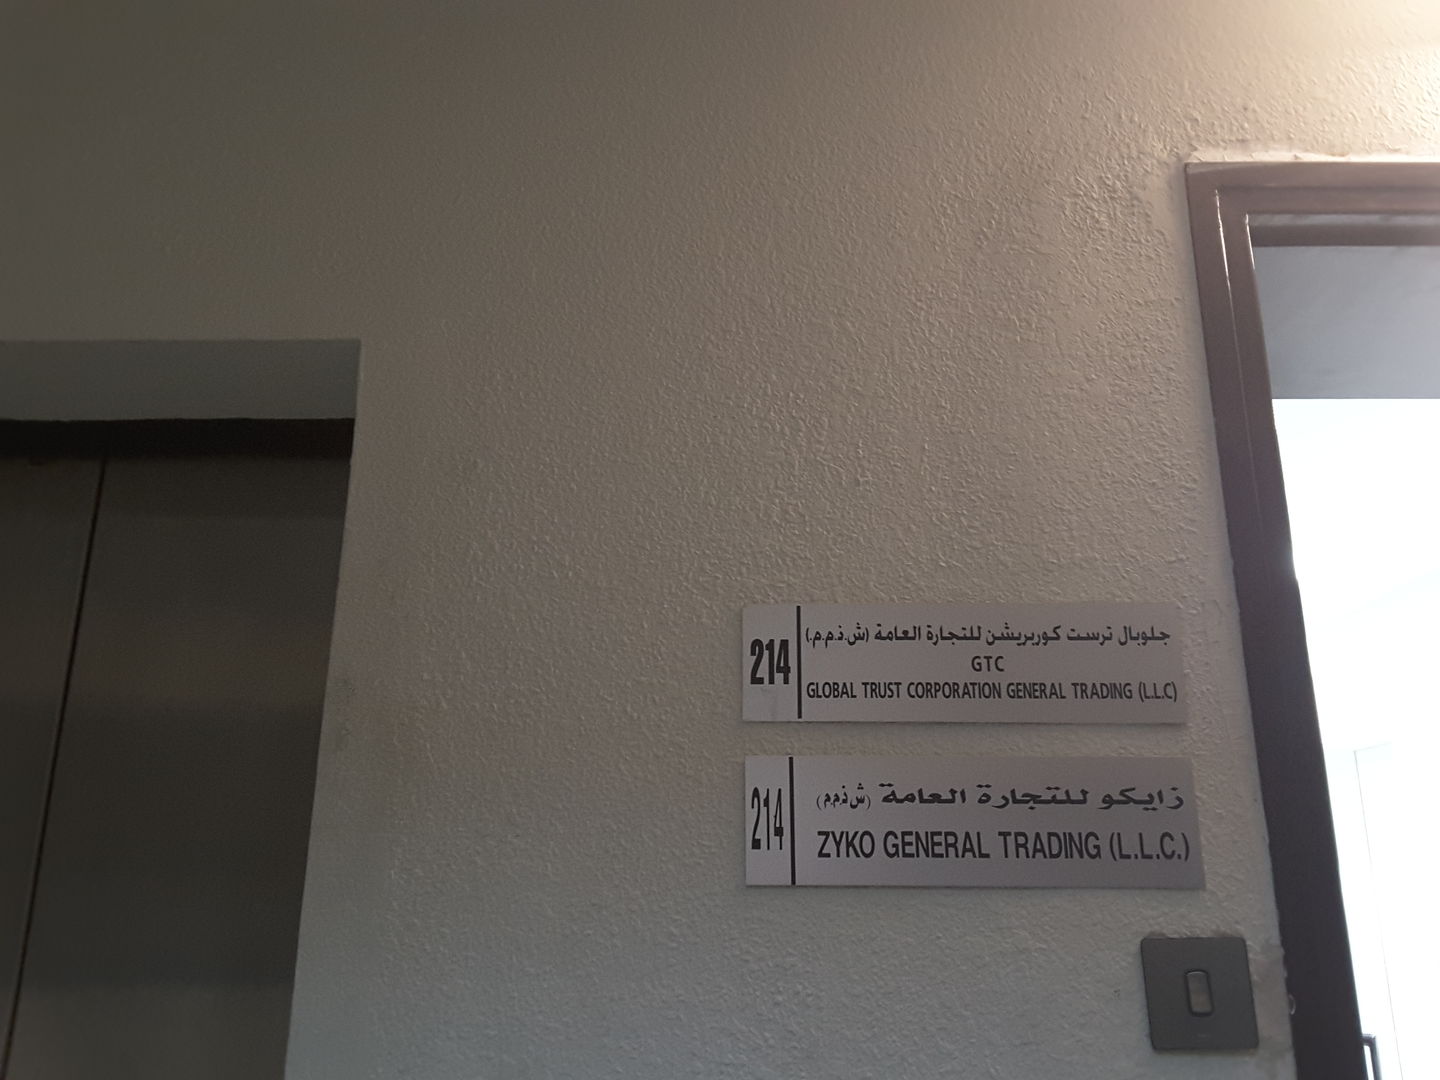 214
جلوبال ترست كوربريشن للتجارة العامة (ش.ذ.م.م.)
GTC
GLOBAL TRUST CORPORATION GENERAL TRADING (L.L.C)
214
زايكو للتجارة العامة (ش.ذ.م.م)
ZYKO GENERAL TRADING (L.L.C.)